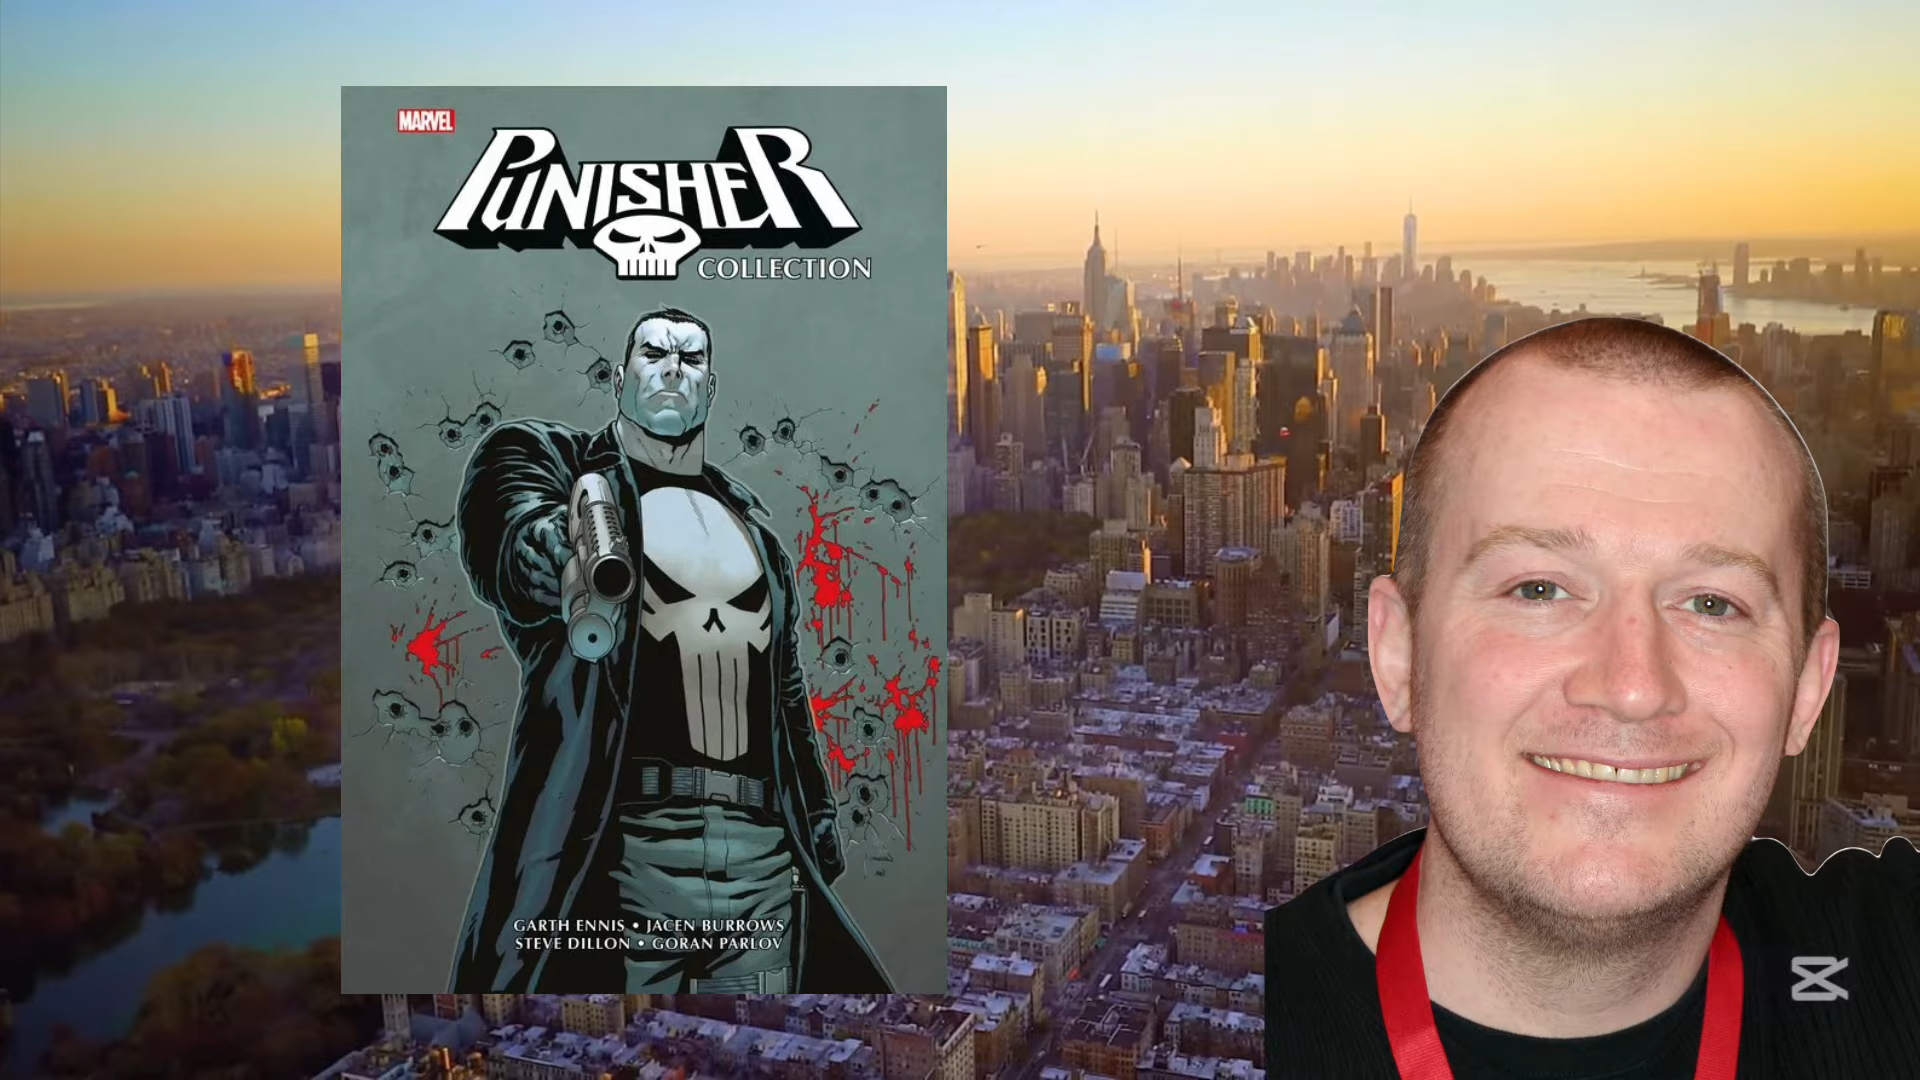 MARVEL
PUNISHER
COLLECTION
GARTH ENNIS • JACEN BURROWS
STEVE DILLON • GORAN PARLOV